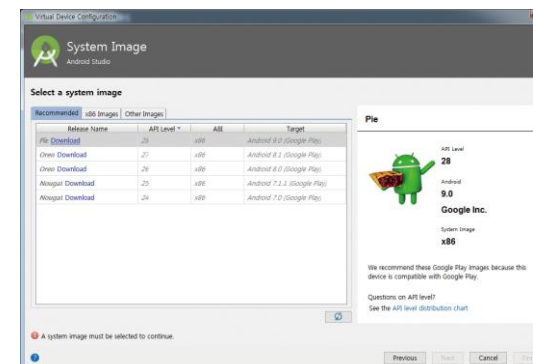 Virtual Device Configuration
System Image
Android Studio
Select a system image
Recommended x86 Images Other Images
Release Name API Level ABI Target
Pie Download 28 x86 Android 9.0 (Google Play)
Oreo Download 27 x86 Android 8.1 (Google Play)
Oreo Download 26 x86 Android 8.0 (Google Play)
Nougat Download 25 x86 Android 7.1.1 (Google Play)
Nougat Download 24 x86 Android 7.0 (Google Play)
Pie
API Level
28
Android
9.0
Google Inc.
System Image
x86
We recommend these Google Play images because this
device is compatible with Google Play.
Questions on API level?
See the API level distribution chart
A system image must be selected to continue.
? Previous Next Cancel